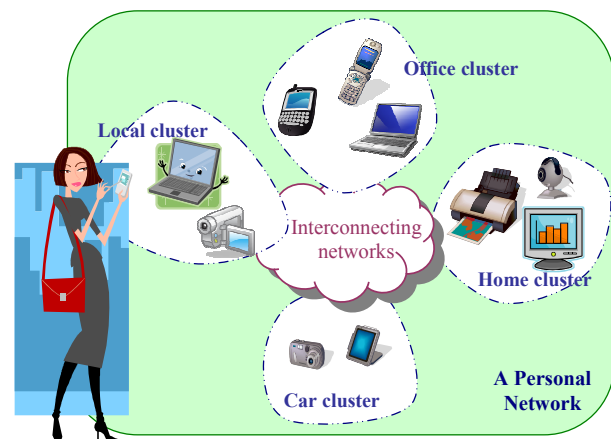 Office cluster
Local cluster
Interconnecting
networks
Home cluster
Car cluster
A Personal
Network